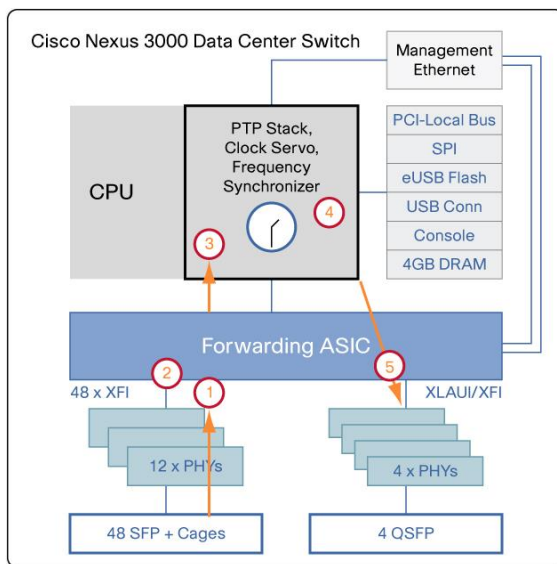 Cisco Nexus 3000 Data Center Switch
Management
Ethernet
CPU
PTP Stack,
Clock Servo,
Frequency
Synchronizer
3
4
PCI-Local Bus
SPI
eUSB Flash
USB Conn
Console
4GB DRAM
Forwarding ASIC
2
1
5
48 x XFI
XLAUI/XFI
12 x PHYs
4 x PHYs
48 SFP + Cages
4 QSFP